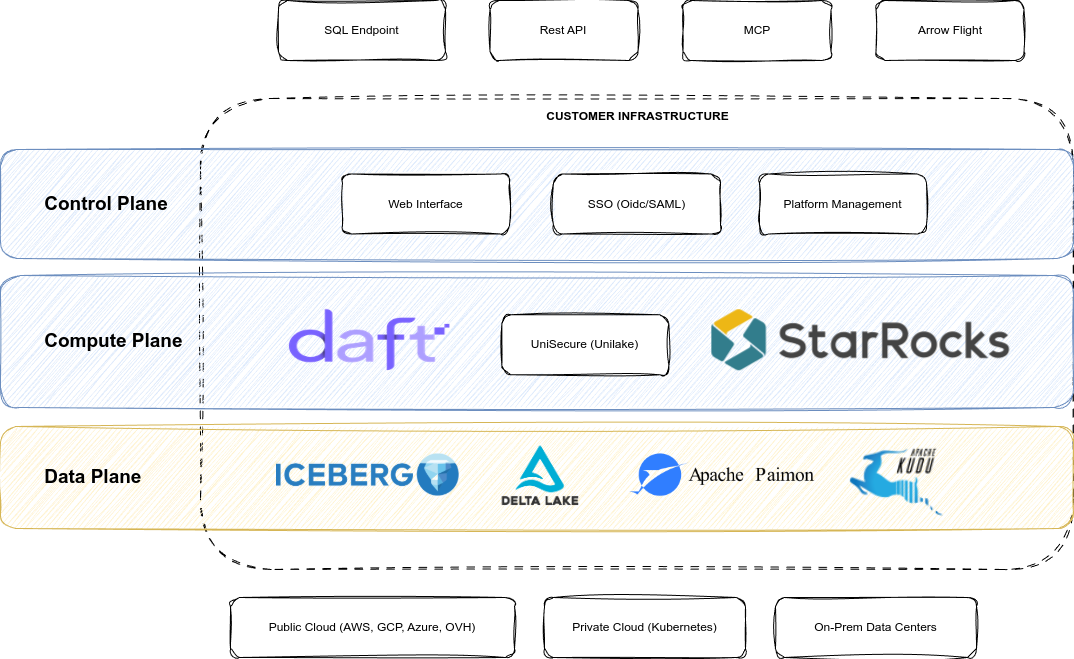 SQL Endpoint
Rest API
MCP
Arrow Flight
CUSTOMER INFRASTRUCTURE
Control Plane
Web Interface
SSO (Oidc/SAML)
Platform Management
Compute Plane
daft
UniSecure (Unilake)
StarRocks
Data Plane
ICEBERG
DELTA LAKE
Apache Paimon
APACHE
KUDU
Public Cloud (AWS, GCP, Azure, OVH)
Private Cloud (Kubernetes)
On-Prem Data Centers